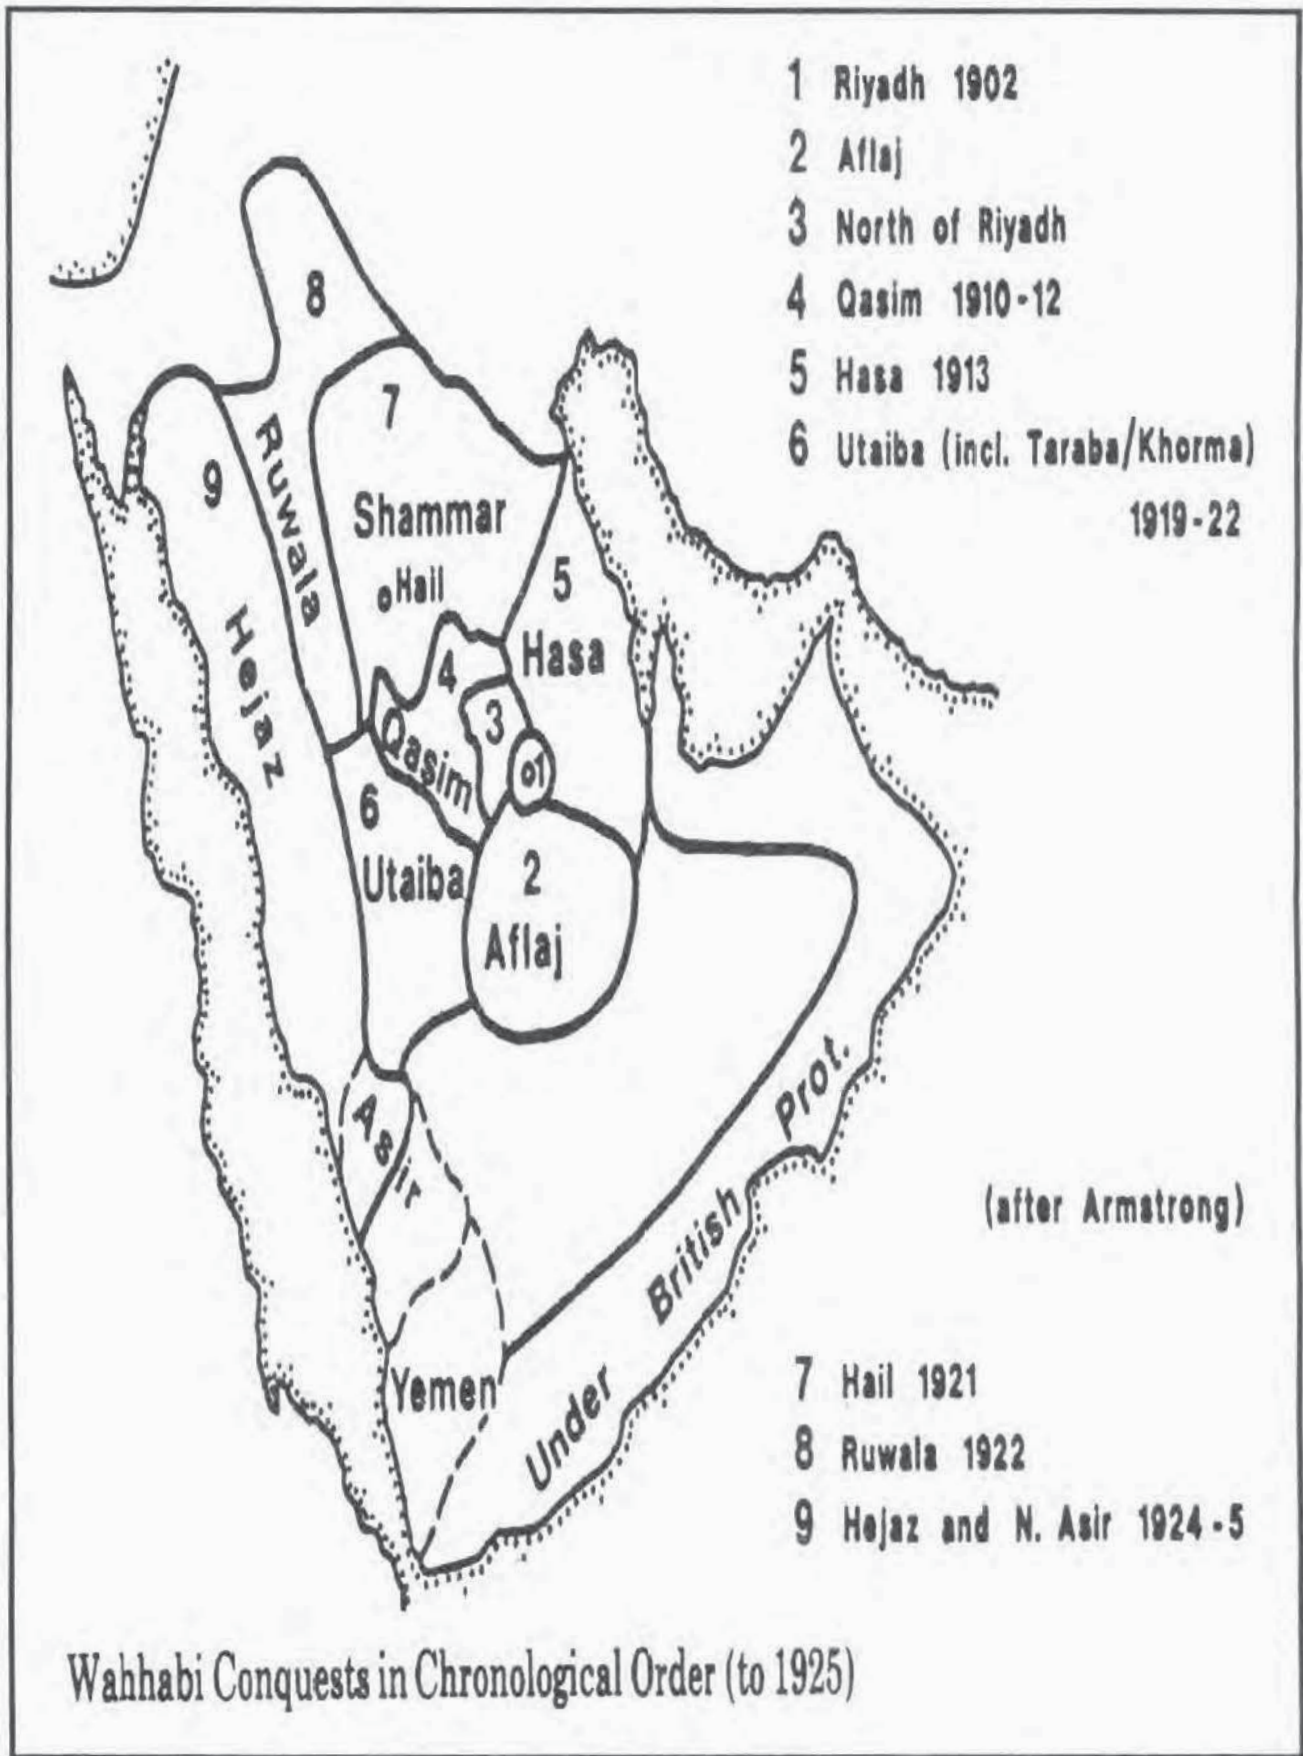 1 Riyadh 1902
2 Aflaj
3 North of Riyadh
4 Qasim 1910-12
5 Hasa 1913
6 Utaiba (incl. Taraba/Khorma)
1919-22
8
7
Ruwala
9
Shammar
Hail
5
Hasa
Hejaz
4
3
Qasim
1
6
Utaiba
2
Aflaj
Asir
Yemen
Under British Prot.
(after Armstrong)
7 Hail 1921
8 Ruwala 1922
9 Hejaz and N. Asir 1924-5
Wahhabi Conquests in Chronological Order (to 1925)